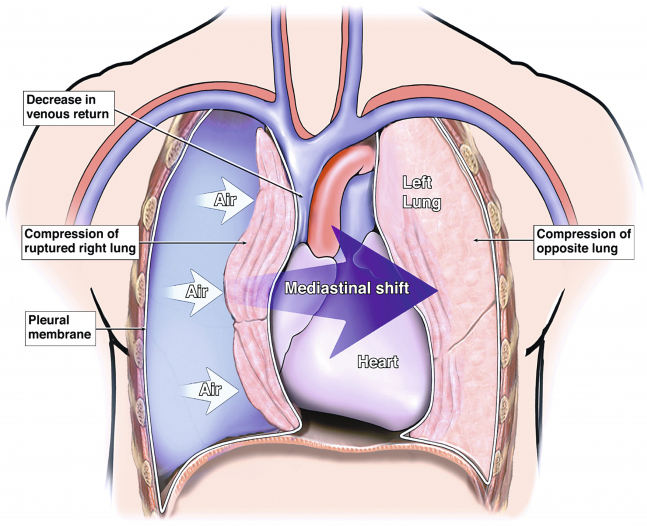 Decrease in
venous return
Air
Left
Lung
Compression of
ruptured right lung
Compression of
opposite lung
Air
Mediastinal shift
Pleural
membrane
Heart
Air